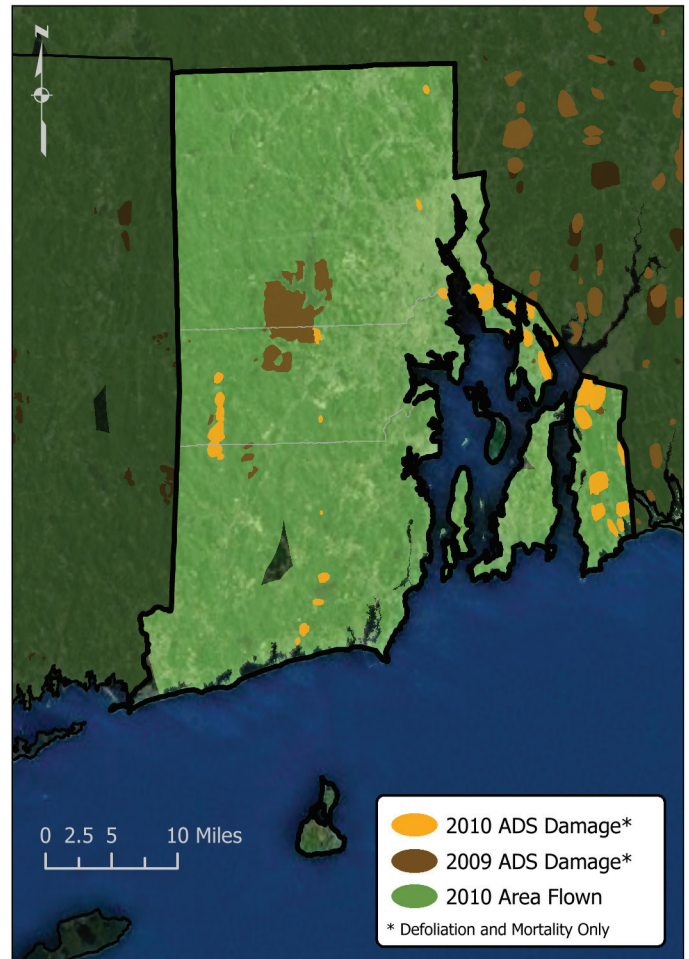 N
0 2.5 5 10 Miles
2010 ADS Damage*
2009 ADS Damage*
2010 Area Flown
* Defoliation and Mortality Only